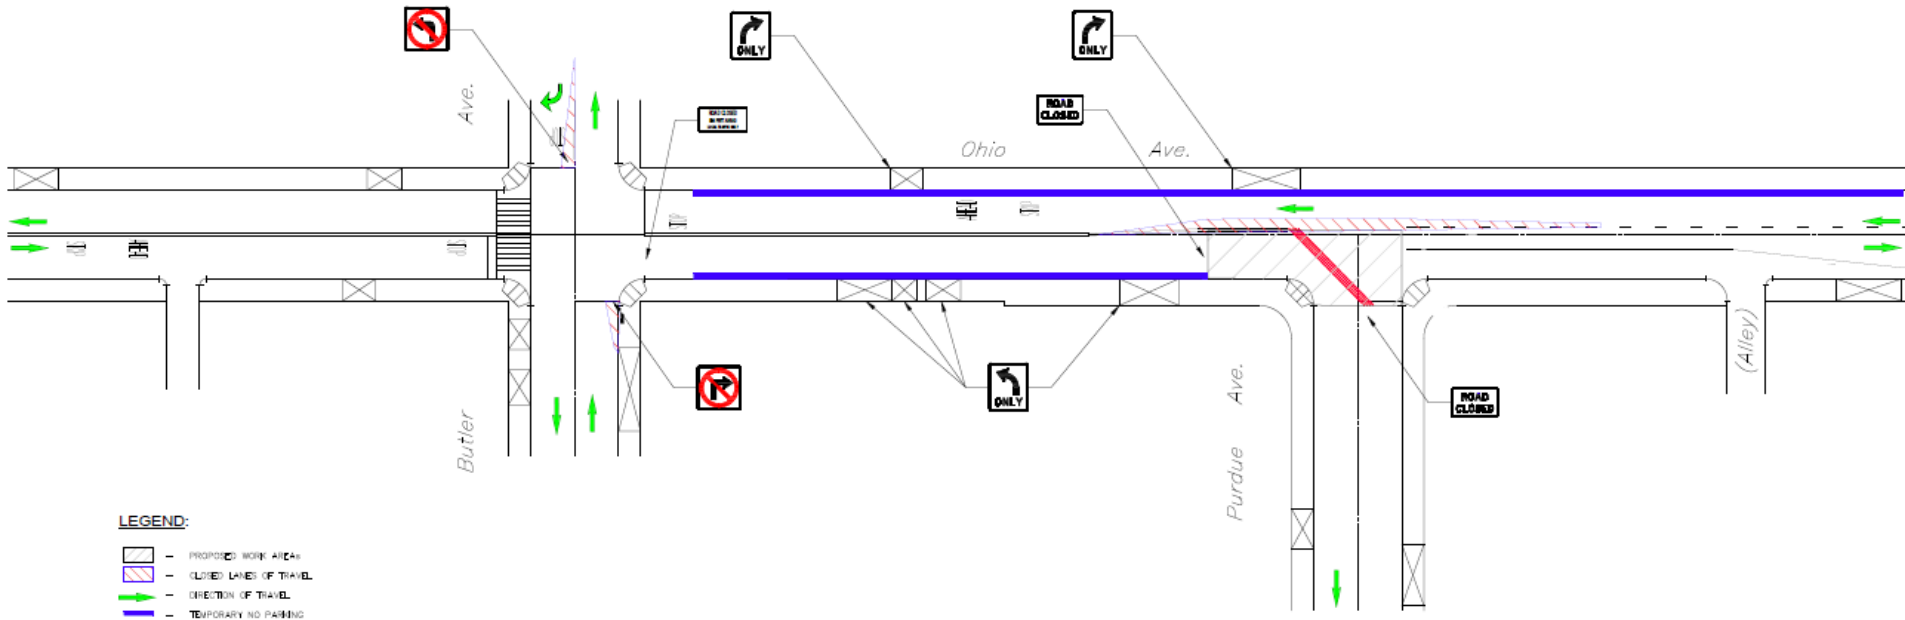 ONLY
ONLY
Ave.
ROAD
CLOSED
Ohio
Ave.
(Alley)
Ave.
ONLY
ROAD
CLOSED
Butler
Purdue
LEGEND:
- PROPOSED WORK AREAs
- CLOSED LANES OF TRAVEL
- DIRECTION OF TRAVEL
- TEMPORARY NO PARKING